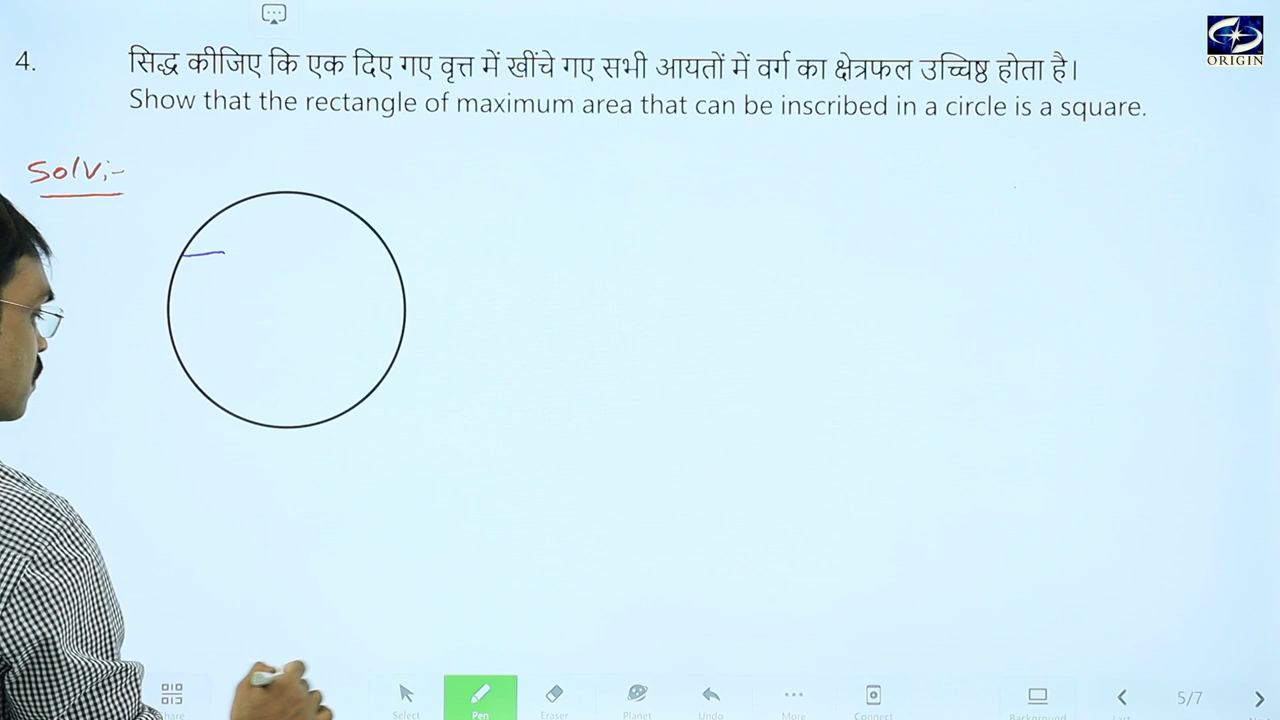 4.
सिद्ध कीजिए कि एक दिए गए वृत्त में खींचे गए सभी आयतों में वर्ग का क्षेत्रफल उच्चिष्ठ होता है।
Show that the rectangle of maximum area that can be inscribed in a circle is a square.
ORIGIN
Solv:-
Select
Pen
Eraser
Planet
Undo
More
Connect
Background
5/7